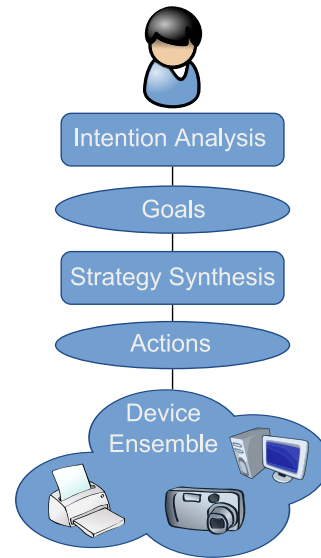 Intention Analysis
Goals
Strategy Synthesis
Actions
Device
Ensemble